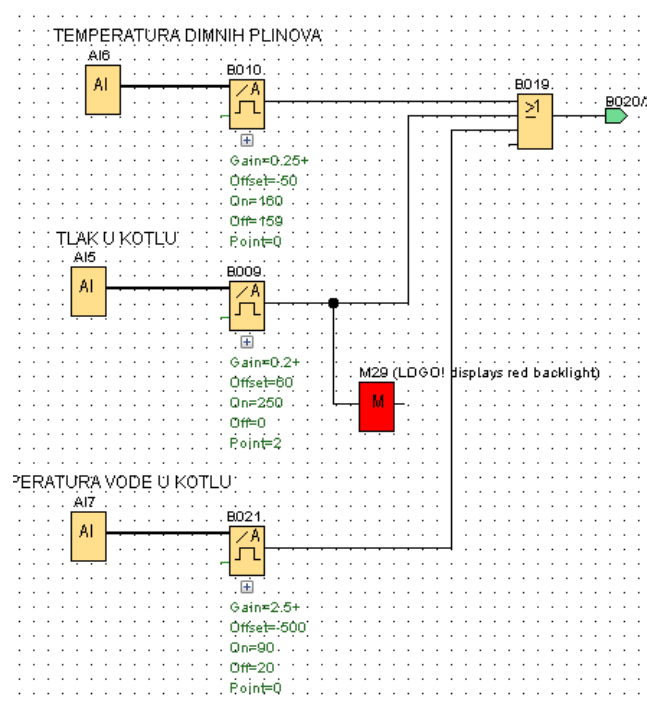 TEMPERATURA DIMNIH PLINOVA
AI6
AI
B010.
/A
Gain=0.25+
Offset=-50
On=160
Off=159
Point=0
B019.
≥1
B020/
TLAK U KOTLU
AI5
AI
B009.
/A
Gain=0.2+
Offset=60
On=250
Off=0
Point=2
M29 (LOGO! displays red backlight)
M
PERATURA VODE U KOTLU
AI7
AI
B021.
/A
Gain=2.5+
Offset=-500
On=90
Off=20
Point=0